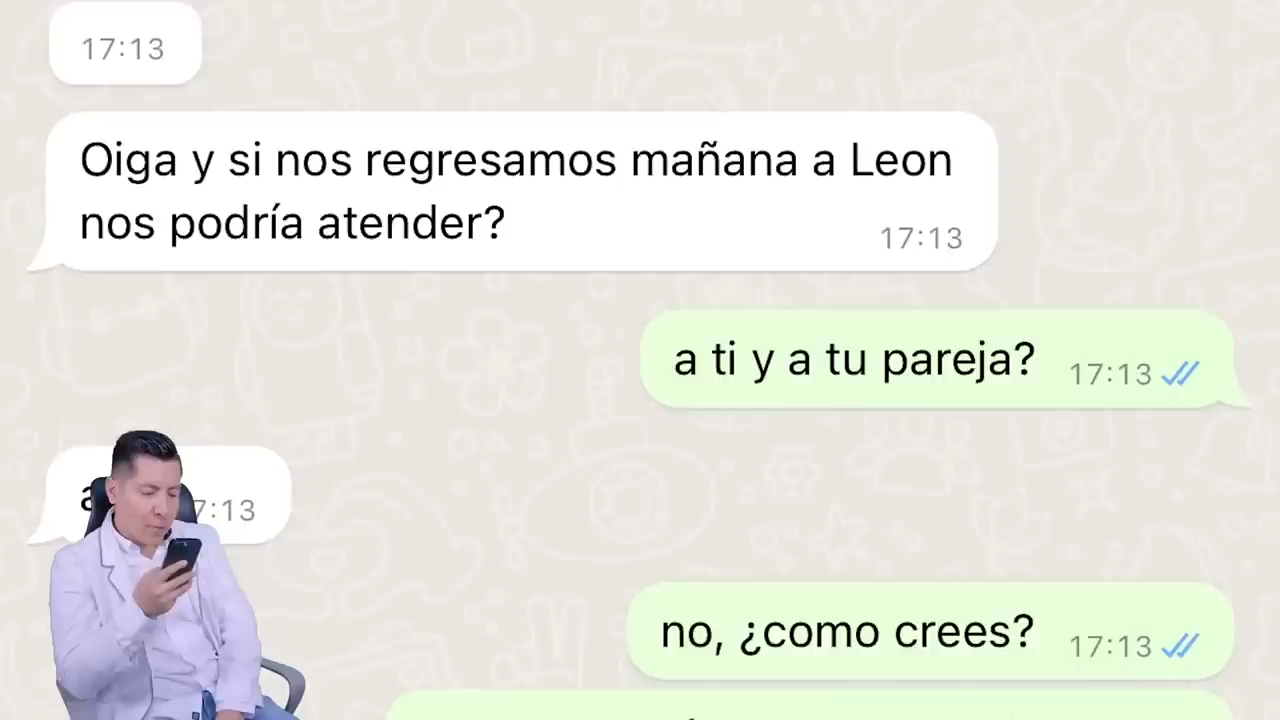 17:13
Oiga y si nos regresamos mañana a Leon
nos podría atender?
17:13
a ti y a tu pareja?
17:13
7:13
no, ¿como crees?
17:13